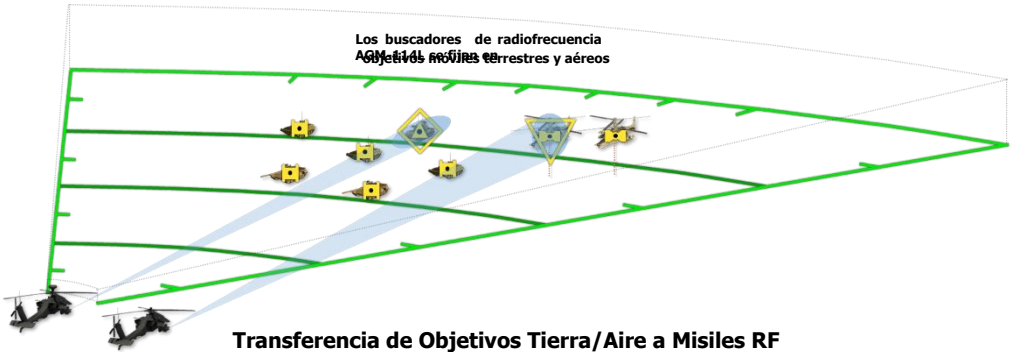 Los buscadores de radiofrecuencia
AGM-114L se fijan en
objetivos móviles terrestres y aéreos
Transferencia de Objetivos Tierra/Aire a Misiles RF